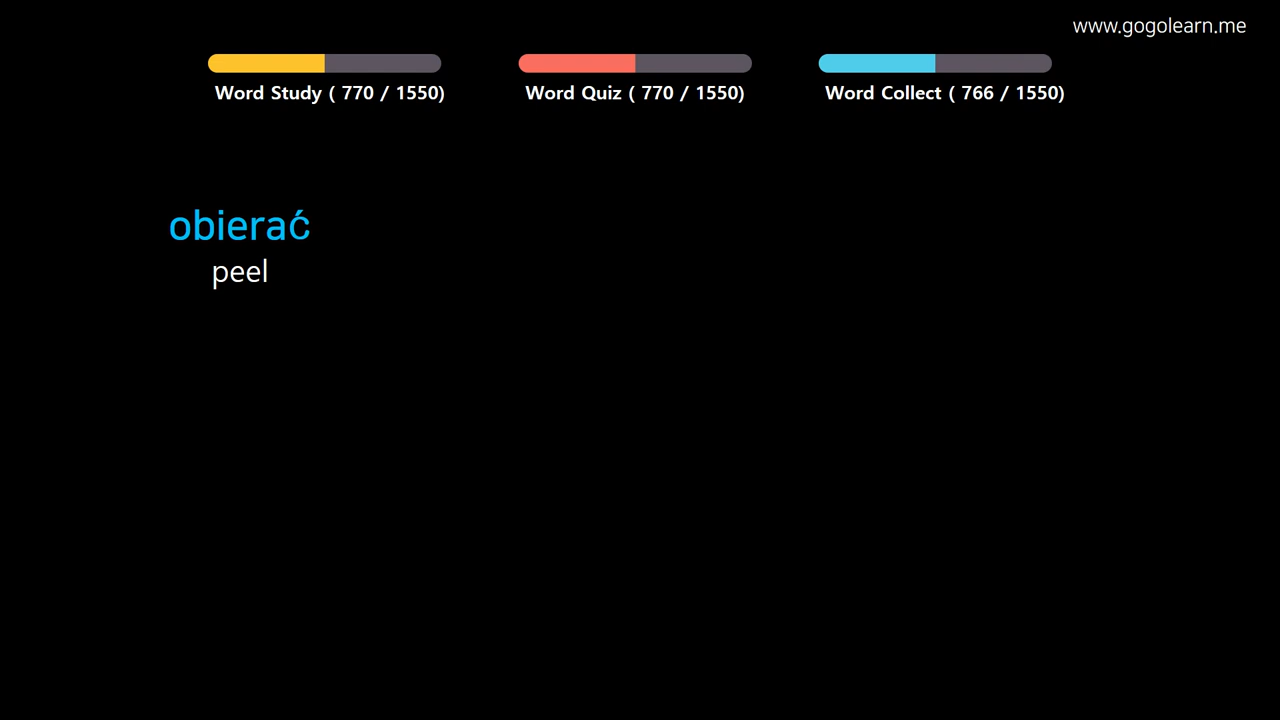 www.gogolearn.me
Word Study ( 770 / 1550)
Word Quiz ( 770 / 1550)
Word Collect ( 766 / 1550)
obierać
peel